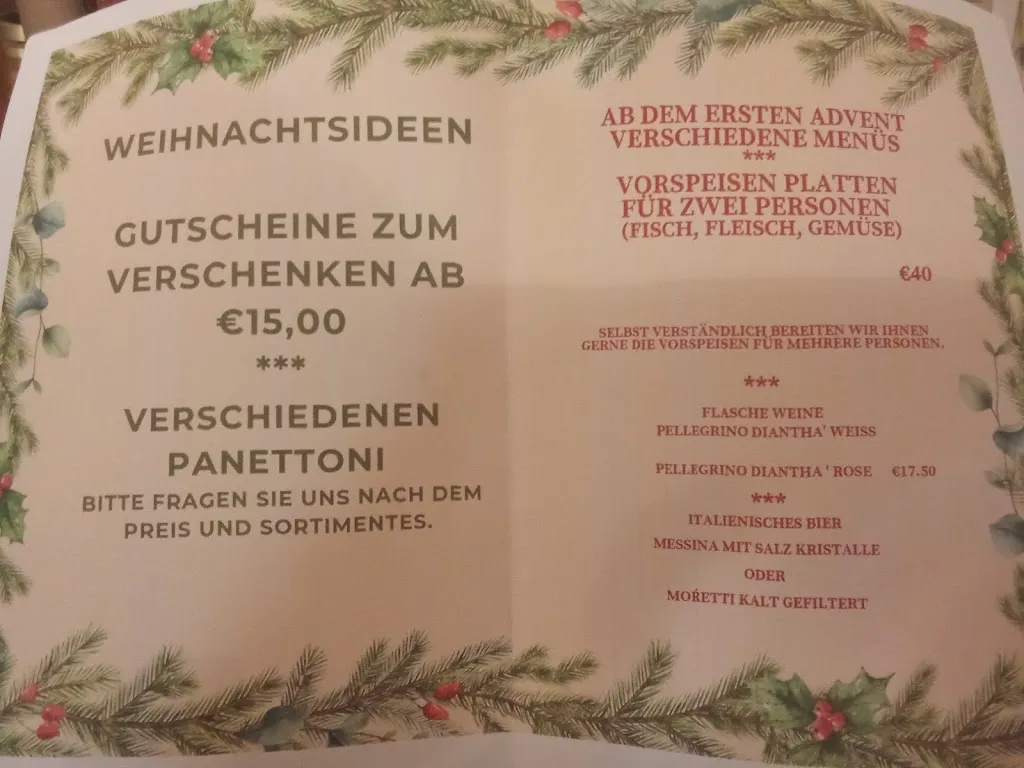 WEIHNACHTSIDEEN
GUTSCHEINE ZUM
VERSCHENKEN AB
€15,00
***
VERSCHIEDENEN
PANETTONI
BITTE FRAGEN SIE UNS NACH DEM
PREIS UND SORTIMENTES.
AB DEM ERSTEN ADVENT
VERSCHIEDENE MENÜS
***
VORSPEISEN PLATTEN
FÜR ZWEI PERSONEN
(FISCH, FLEISCH, GEMÜSE)
€40
SELBST VERSTÄNDLICH BEREITEN WIR IHNEN
GERNE DIE VORSPEISEN FÜR MEHRERE PERSONEN.
***
FLASCHE WEINE
PELLEGRINO DIANTHA' WEISS
PELLEGRINO DIANTHA ' ROSE €17.50
***
ITALIENISCHES BIER
MESSINA MIT SALZ KRISTALLE
ODER
MOŔETTI KALT GEFILTERT